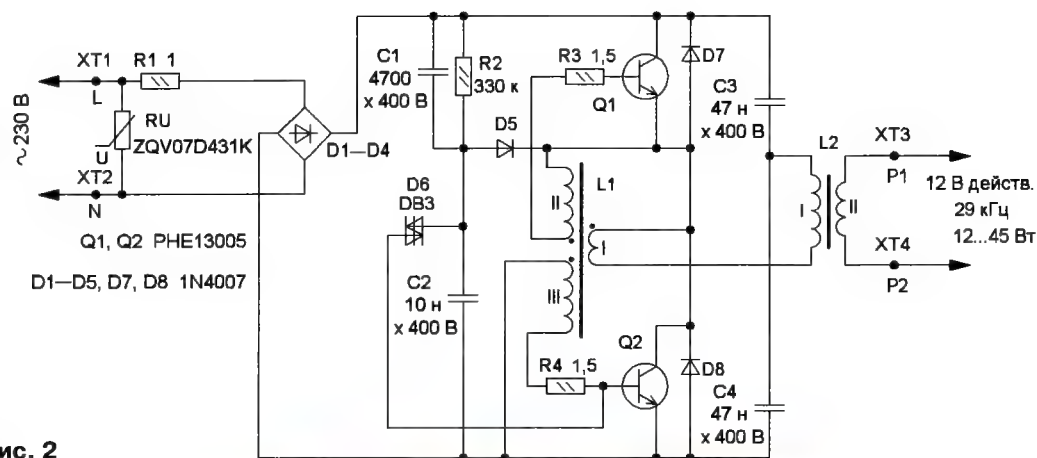 XT1
L
R1 1
~230 В
RU
U
ZQV07D431K
XT2
N
D1—D4
Q1, Q2 PHE13005
D1—D5, D7, D8 1N4007
C1
4700
x 400 В
R2
330 к
R3 1,5
Q1
D7
C3
47 н
x 400 В
D5
D6
DB3
II
L1
I
III
C2
10 н
x 400 В
R4 1,5
Q2
D8
C4
47 н
x 400 В
L2
I
II
XT3
P1
12 В действ.
29 кГц
12...45 Вт
XT4
P2
ис. 2